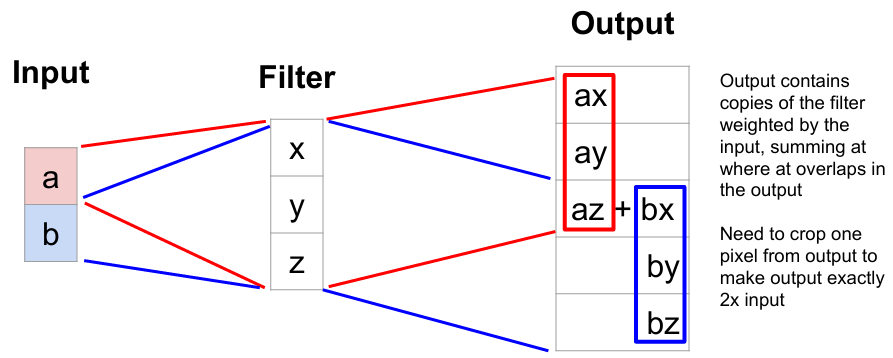 Output
Input
Filter
a
b
x
y
z
ax
ay
az + bx
by
bz
Output contains
copies of the filter
weighted by the
input, summing at
where at overlaps in
the output
Need to crop one
pixel from output to
make output exactly
2x input